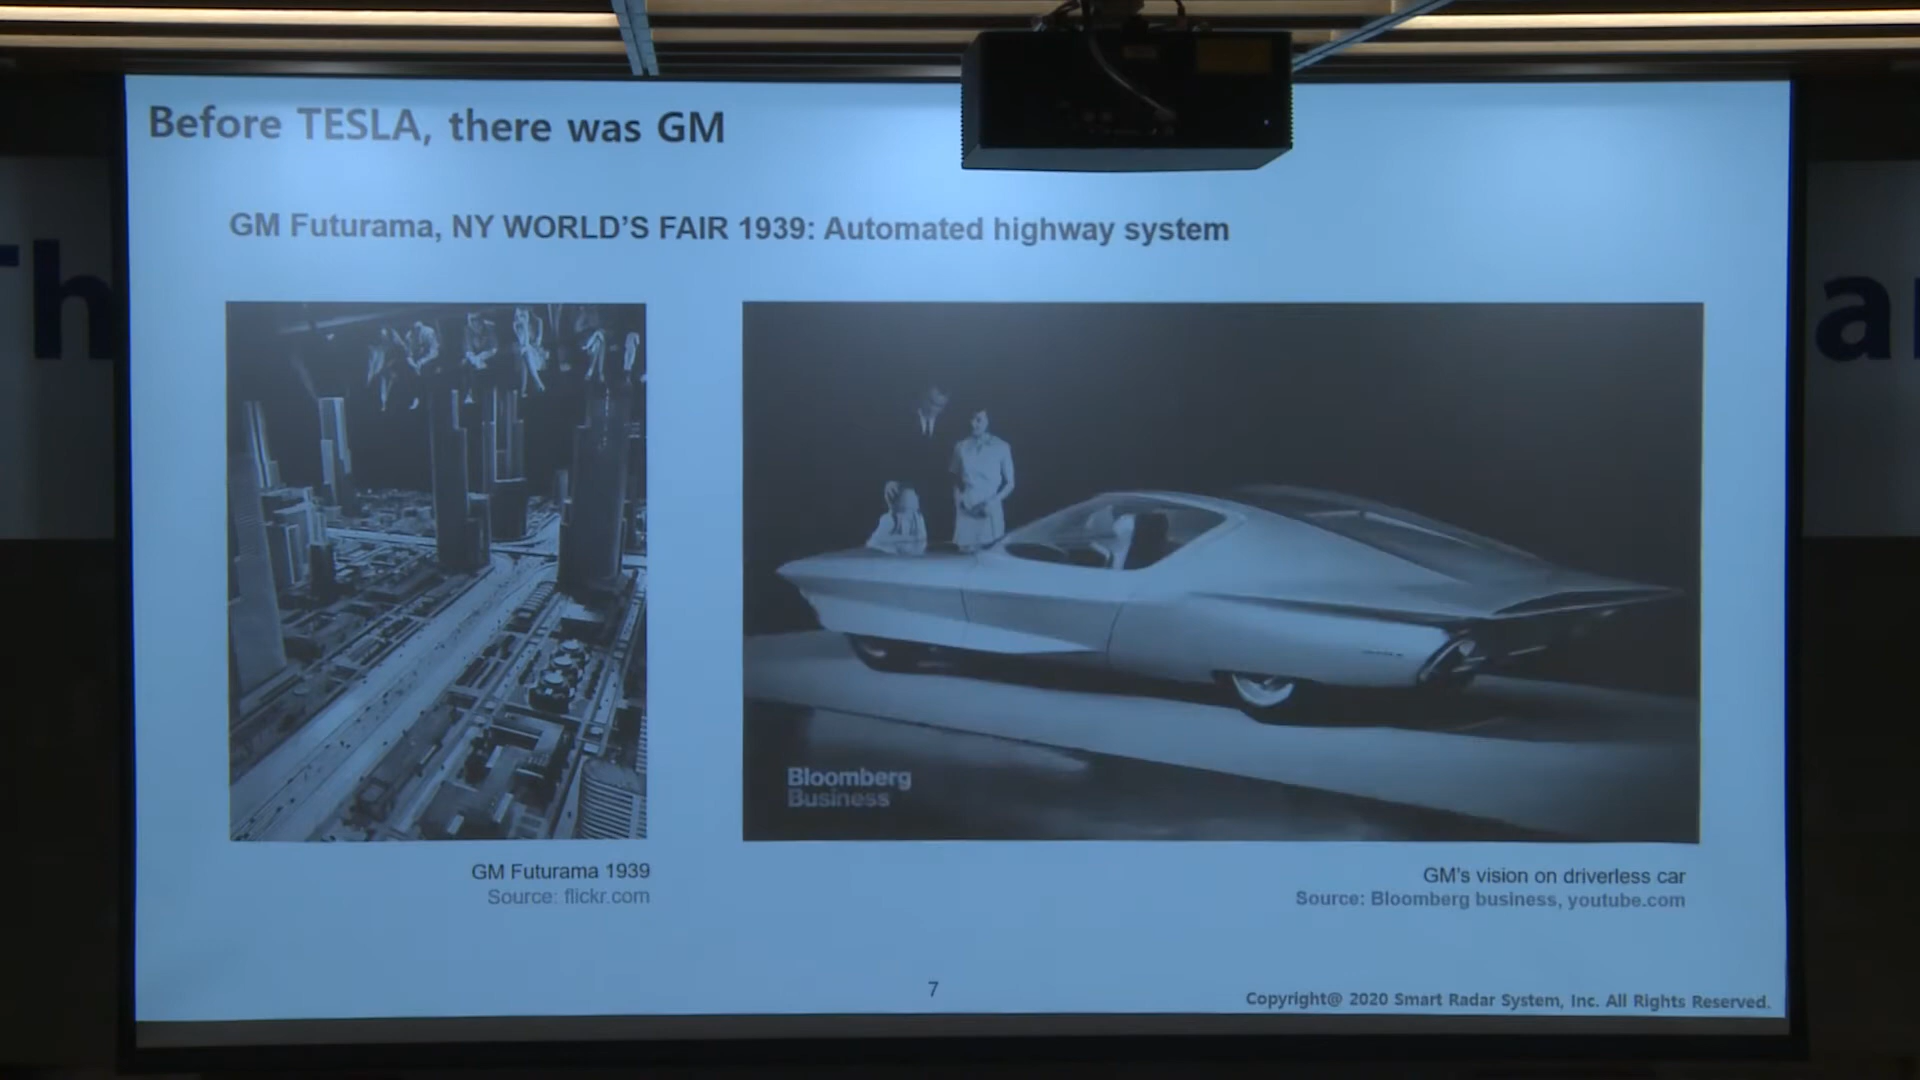 Before TESLA, there was GM
GM Futurama, NY WORLD'S FAIR 1939: Automated highway system
Bloomberg
Business
GM Futurama 1939
Source: flickr.com
GM's vision on driverless car
Source: Bloomberg business, youtube.com
7
Copyright@ 2020 Smart Radar System, Inc. All Rights Reserved.